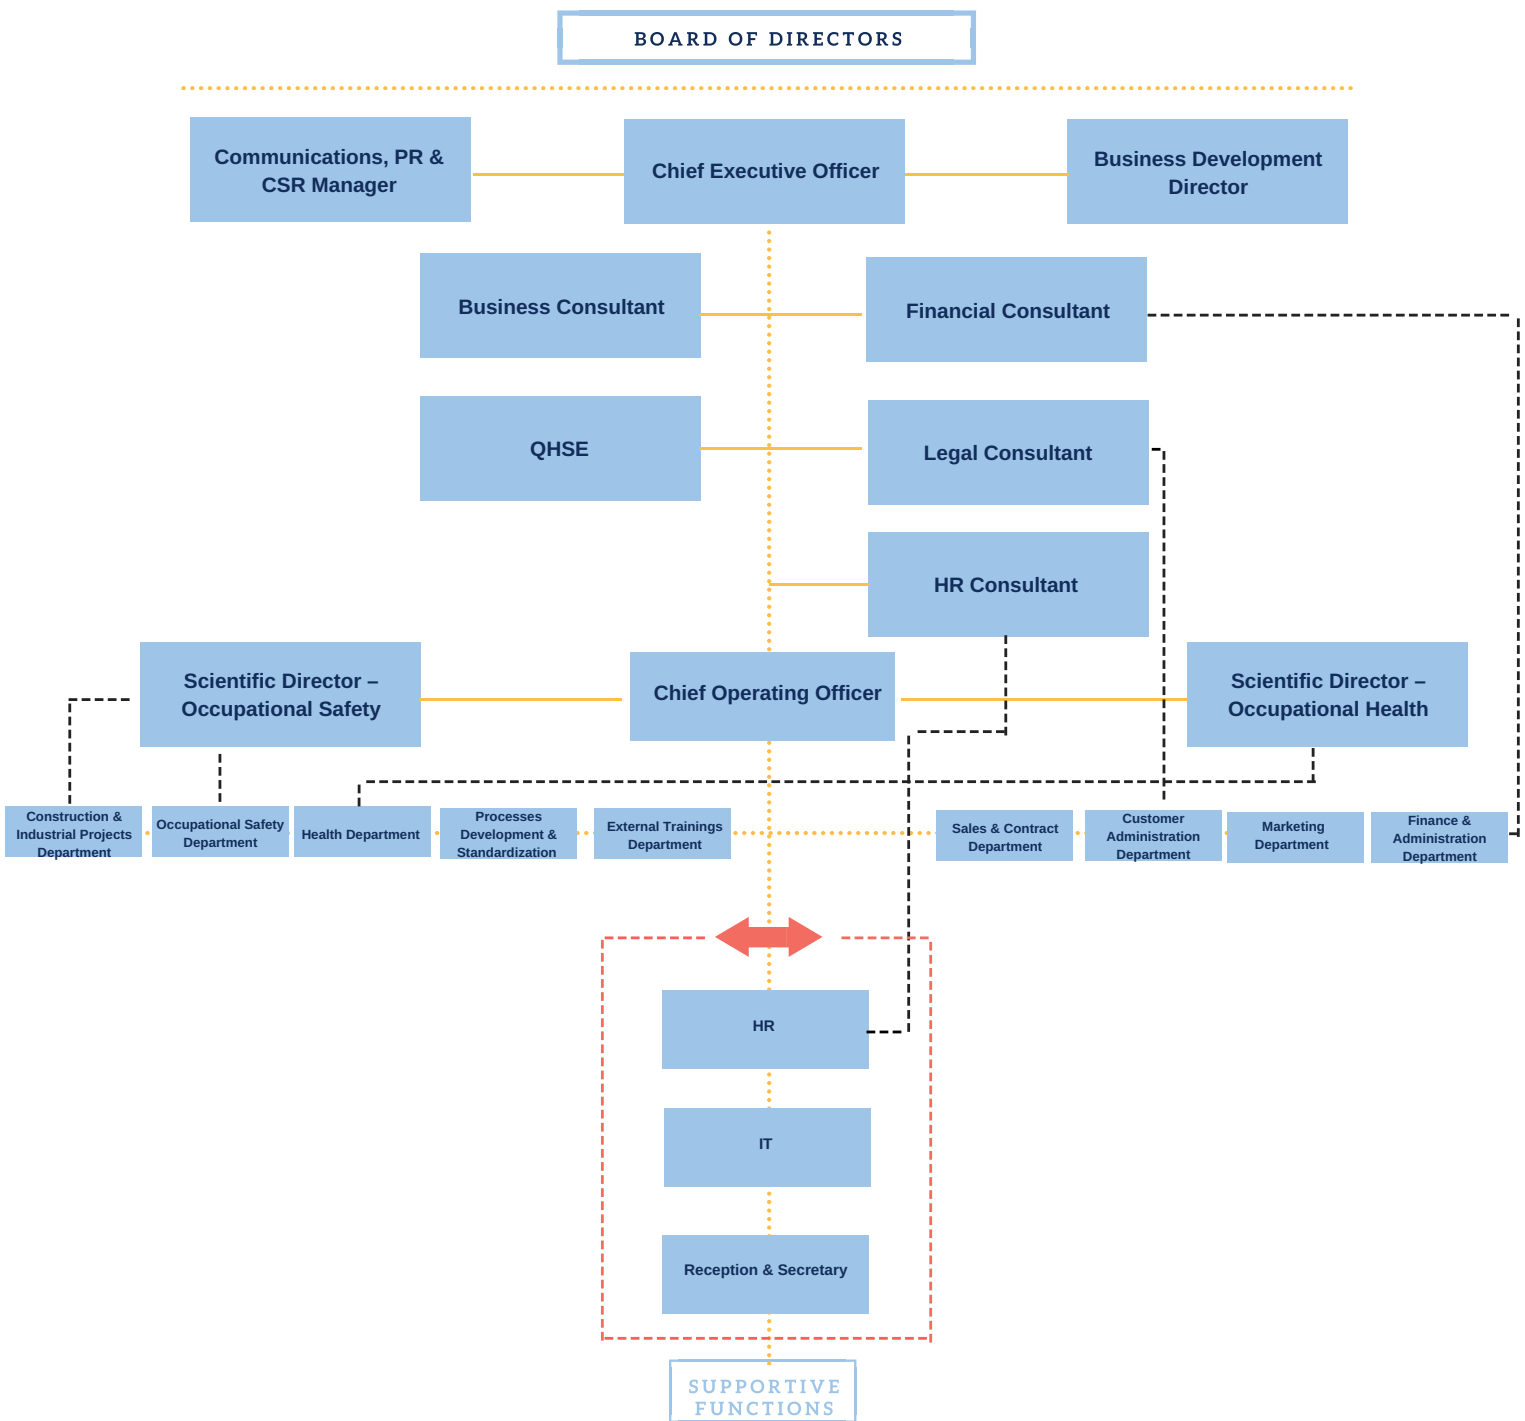 BOARD OF DIRECTORS
Communications, PR &
CSR Manager
Chief Executive Officer
Business Development
Director
Business Consultant
Financial Consultant
QHSE
Legal Consultant
HR Consultant
Scientific Director –
Occupational Safety
Chief Operating Officer
Scientific Director –
Occupational Health
Construction &
Industrial Projects
Department
Occupational Safety
Department
Health Department
Processes
Development &
Standardization
External Trainings
Department
Sales & Contract
Department
Customer
Administration
Department
Marketing
Department
Finance &
Administration
Department
HR
IT
Reception & Secretary
SUPPORTIVE
FUNCTIONS